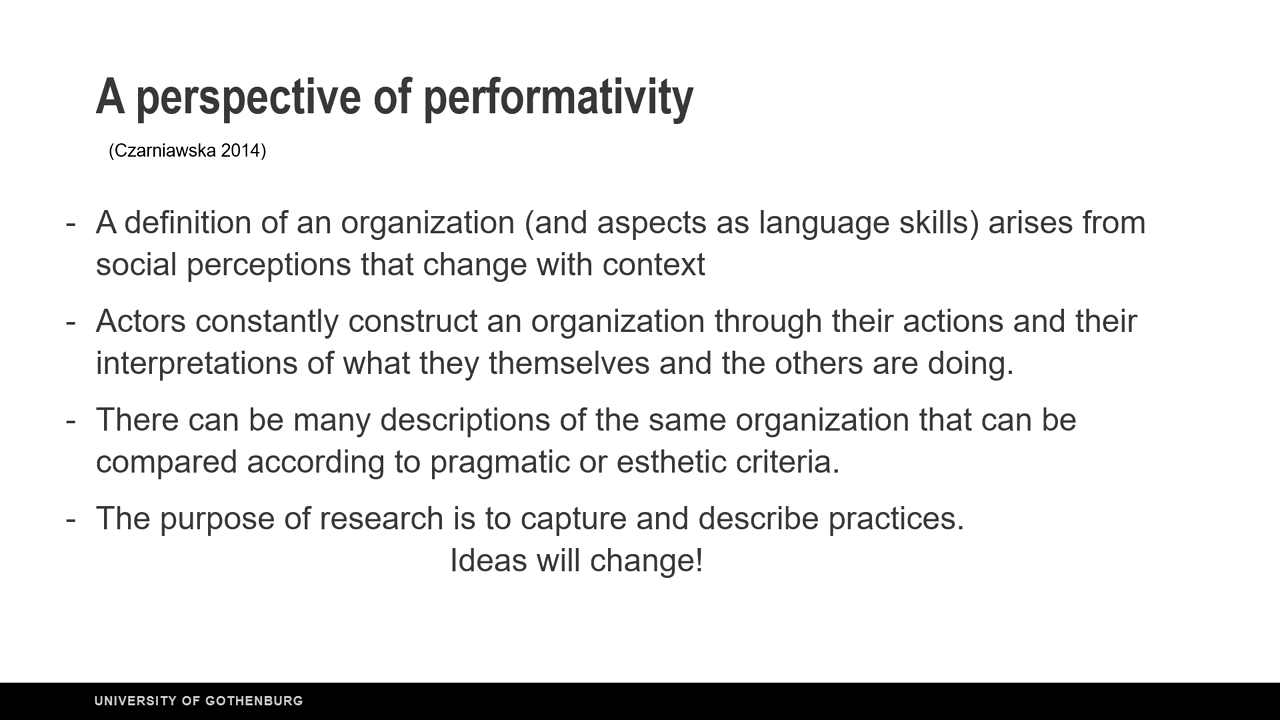 A perspective of performativity
(Czarniawska 2014)
- A definition of an organization (and aspects as language skills) arises from
social perceptions that change with context
- Actors constantly construct an organization through their actions and their
interpretations of what they themselves and the others are doing.
- There can be many descriptions of the same organization that can be
compared according to pragmatic or esthetic criteria.
- The purpose of research is to capture and describe practices.
Ideas will change!
UNIVERSITY OF GOTHENBURG